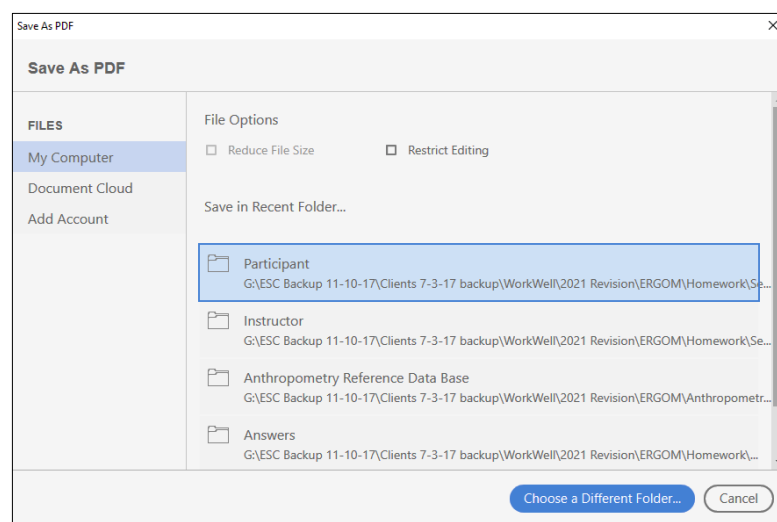 Save As PDF
Save As PDF
FILES
My Computer
Document Cloud
Add Account
File Options
Reduce File Size
Restrict Editing
Save in Recent Folder...
Participant
G:\ESC Backup 11-10-17\Clients 7-3-17 backup\WorkWell\2021 Revision\ERGOM\Homework\Se...
Instructor
G:\ESC Backup 11-10-17\Clients 7-3-17 backup\WorkWell\2021 Revision\ERGOM\Homework\Se...
Anthropometry Reference Data Base
G:\ESC Backup 11-10-17\Clients 7-3-17 backup\WorkWell\2021 Revision\ERGOM\Anthropometr...
Answers
G:\ESC Backup 11-10-17\Clients 7-3-17 backup\WorkWell\2021 Revision\ERGOM\Homework\...
Choose a Different Folder...
Cancel